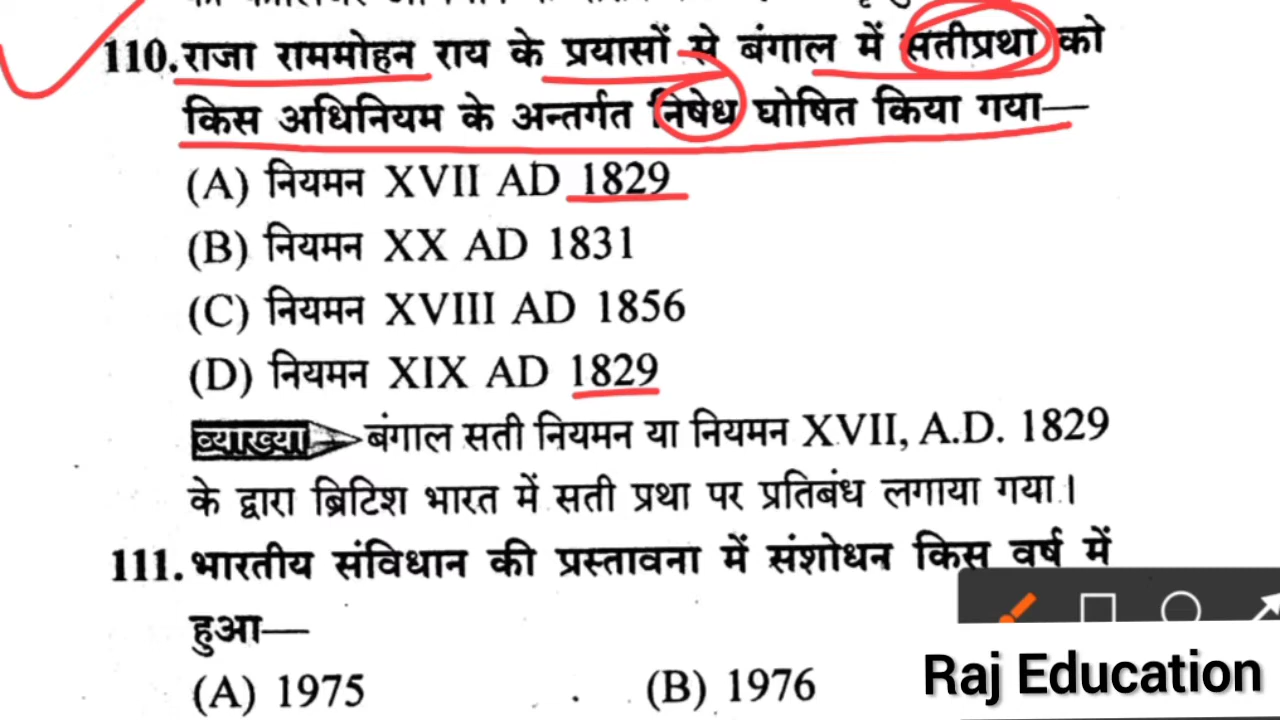 110. राजा राममोहन राय के प्रयासों से बंगाल में सतीप्रथा को
किस अधिनियम के अन्तर्गत निषेध घोषित किया गया—
(A) नियमन XVII AD 1829
(B) नियमन XX AD 1831
(C) नियमन XVIII AD 1856
(D) नियमन XIX AD 1829
व्याख्या बंगाल सती नियमन या नियमन XVII, A.D. 1829
के द्वारा ब्रिटिश भारत में सती प्रथा पर प्रतिबंध लगाया गया।
111. भारतीय संविधान की प्रस्तावना में संशोधन किस वर्ष में
हुआ—
(A) 1975 (B) 1976
Raj Education